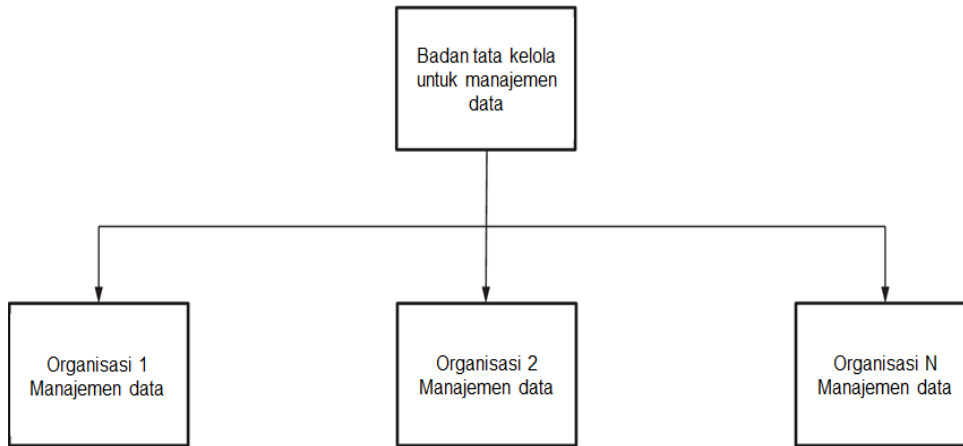 Badan tata kelola
untuk manajemen
data
Organisasi 1
Manajemen data
Organisasi 2
Manajemen data
Organisasi N
Manajemen data